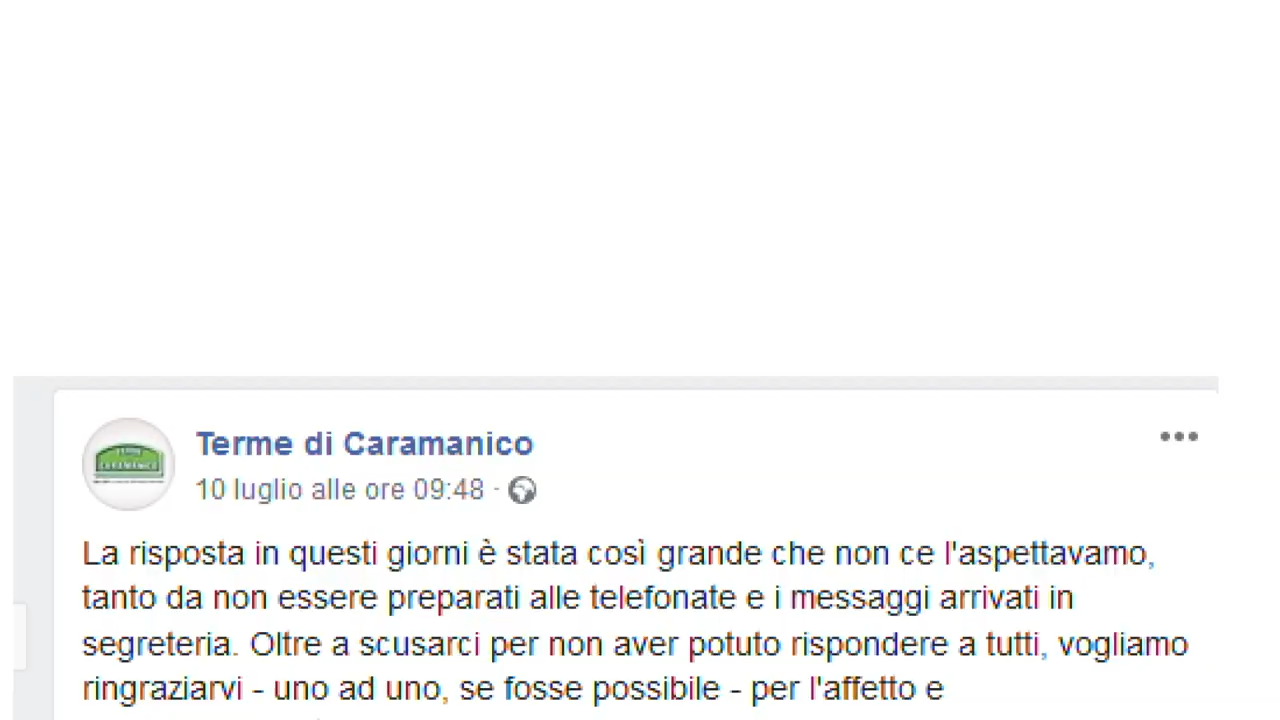 TERME
CARAMANICO
Terme di Caramanico
10 luglio alle ore 09:48 ·
La risposta in questi giorni è stata così grande che non ce l'aspettavamo,
tanto da non essere preparati alle telefonate e i messaggi arrivati in
segreteria. Oltre a scusarci per non aver potuto rispondere a tutti, vogliamo
ringraziarvi - uno ad uno, se fosse possibile - per l'affetto e